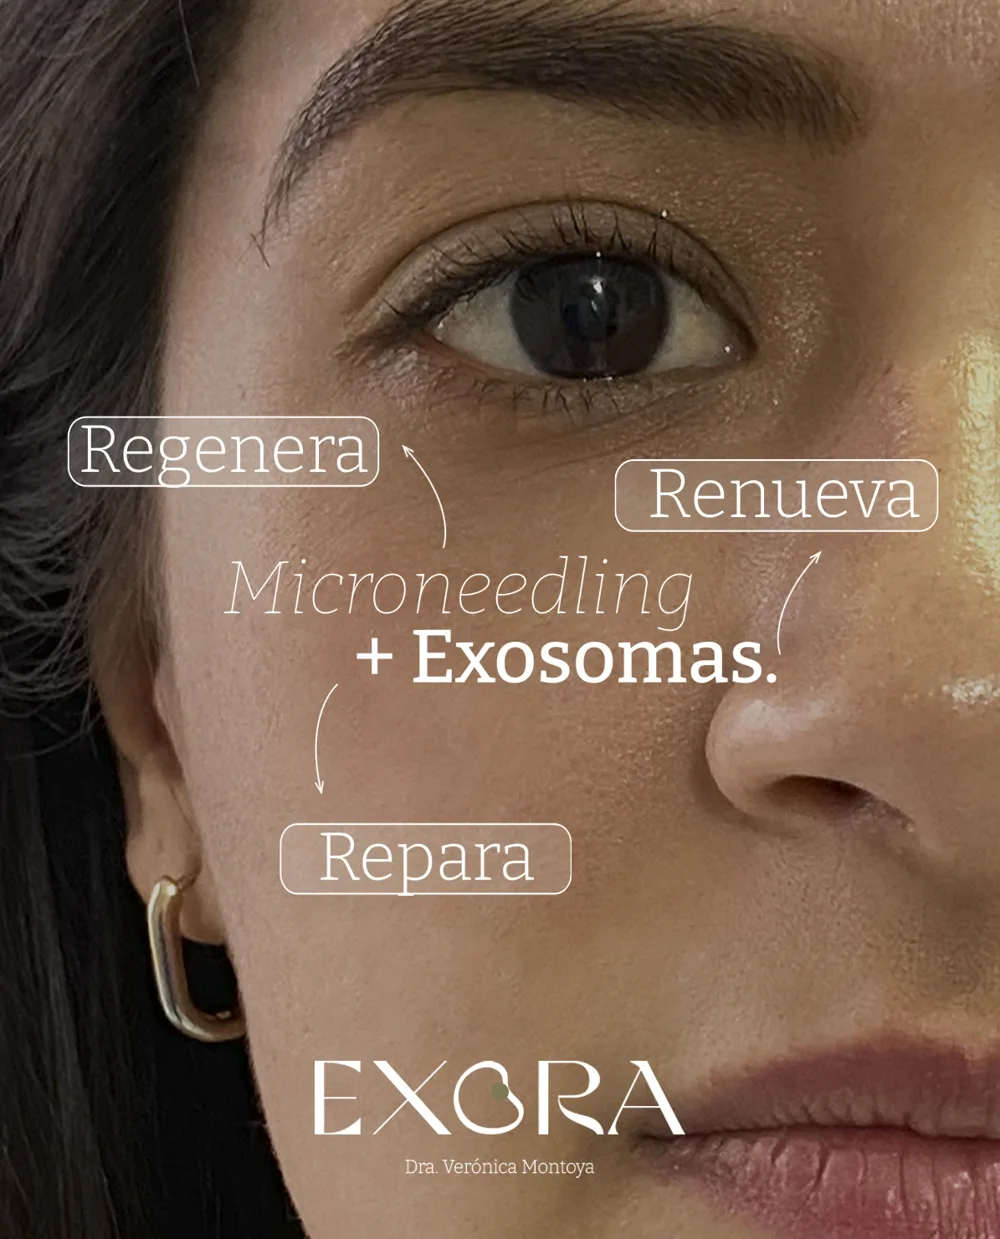 Regenera
Renueva
Microneedling
+ Exosomas.
Repara
EXORA
Dra. Verónica Montoya